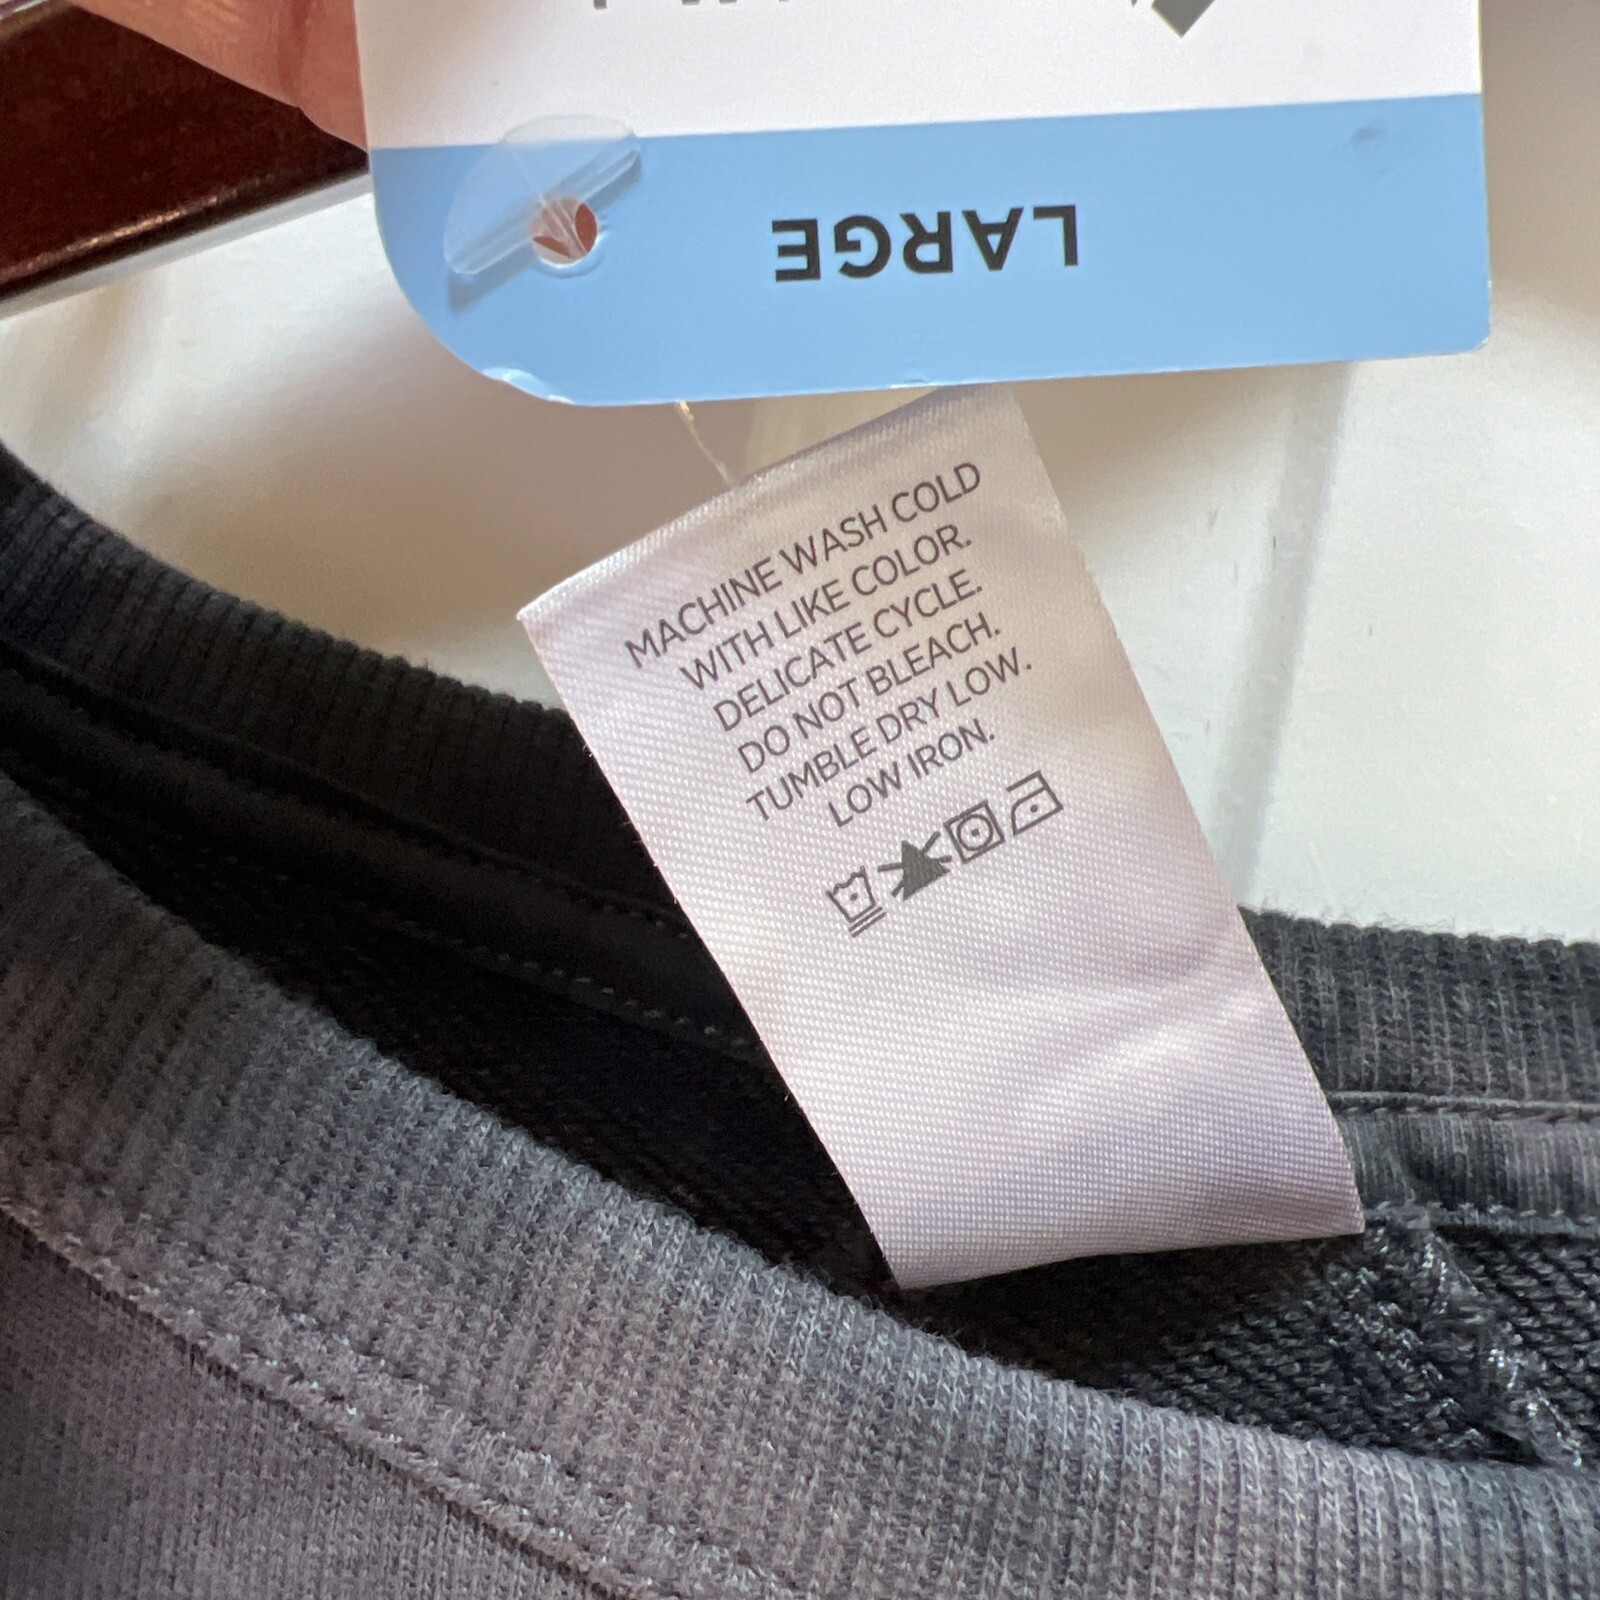 LARGE
MACHINE WASH COLD
WITH LIKE COLOR.
DELICATE CYCLE.
DO NOT BLEACH.
TUMBLE DRY LOW.
LOW IRON.